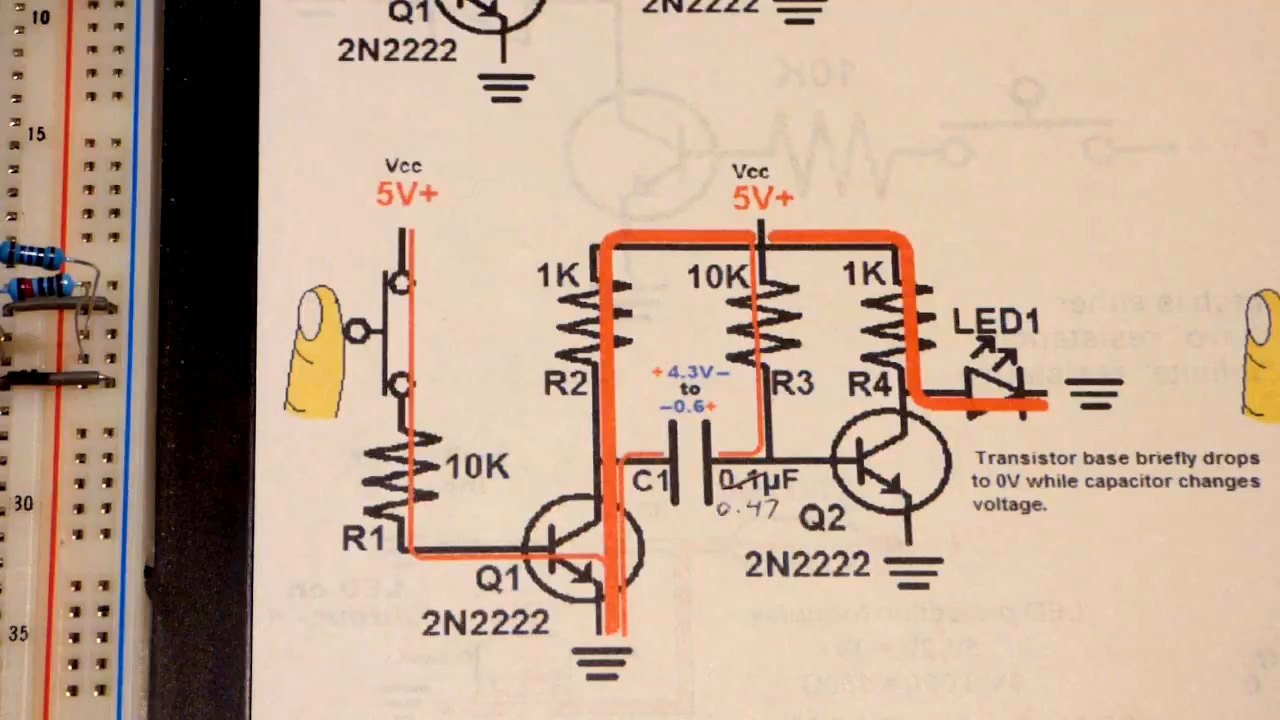 10
15
30
35
Q1
2N2222
2N2222
10K
Vcc
5V+
Vcc
5V+
1K
10K
1K
LED1
+4.3V−
to
−0.6+
R2
R3
R4
10K
C1
0.1µF
0.47
Transistor base briefly drops
to 0V while capacitor changes
voltage.
R1
Q1
Q2
2N2222
2N2222